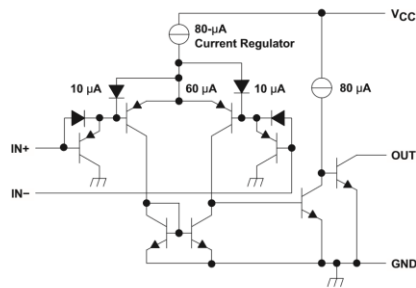 80-µA
Current Regulator
VCC
10 µA
60 µA
10 µA
80 µA
IN+
OUT
IN−
GND